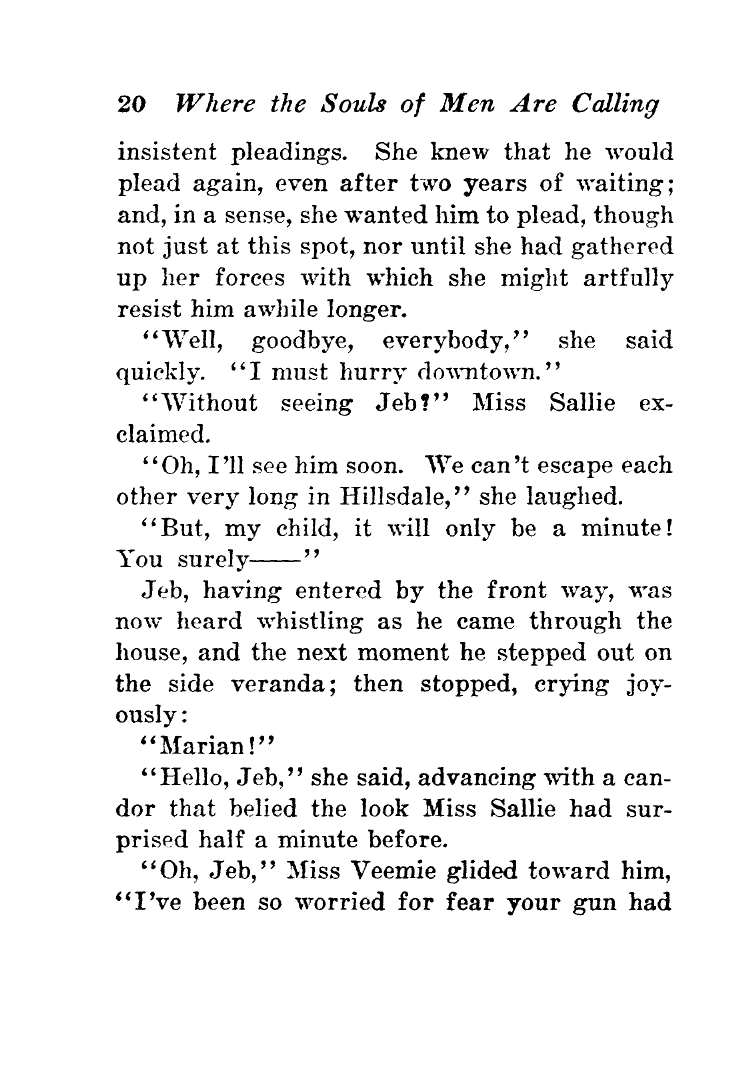 20 Where the Souls of Men Are Calling
insistent pleadings. She knew that he would
plead again, even after two years of waiting;
and, in a sense, she wanted him to plead, though
not just at this spot, nor until she had gathered
up her forces with which she might artfully
resist him awhile longer.
“Well, goodbye, everybody,” she said
quickly. “I must hurry downtown.”
“Without seeing Jeb?” Miss Sallie ex-
claimed.
“Oh, I’ll see him soon. We can’t escape each
other very long in Hillsdale,” she laughed.
“But, my child, it will only be a minute!
You surely——”
Jeb, having entered by the front way, was
now heard whistling as he came through the
house, and the next moment he stepped out on
the side veranda; then stopped, crying joy-
ously:
“Marian!”
“Hello, Jeb,” she said, advancing with a can-
dor that belied the look Miss Sallie had sur-
prised half a minute before.
“Oh, Jeb,” Miss Veemie glided toward him,
“I’ve been so worried for fear your gun had